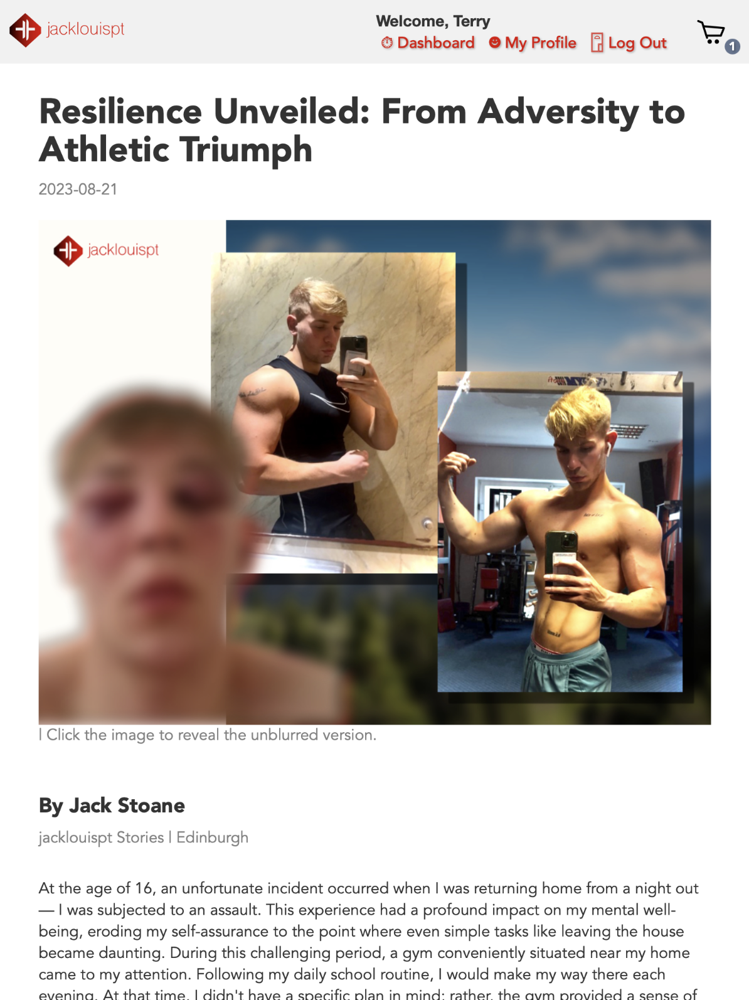 jacklouispt
Welcome, Terry
Dashboard My Profile Log Out
1
Resilience Unveiled: From Adversity to
Athletic Triumph
2023-08-21
jacklouispt
| Click the image to reveal the unblurred version.
By Jack Stoane
jacklouispt Stories | Edinburgh
At the age of 16, an unfortunate incident occurred when I was returning home from a night out
— I was subjected to an assault. This experience had a profound impact on my mental well-
being, eroding my self-assurance to the point where even simple tasks like leaving the house
became daunting. During this challenging period, a gym conveniently situated near my home
came to my attention. Following my daily school routine, I would make my way there each
evening. At that time, I didn't have a specific plan in mind; rather, the gym provided a sense of